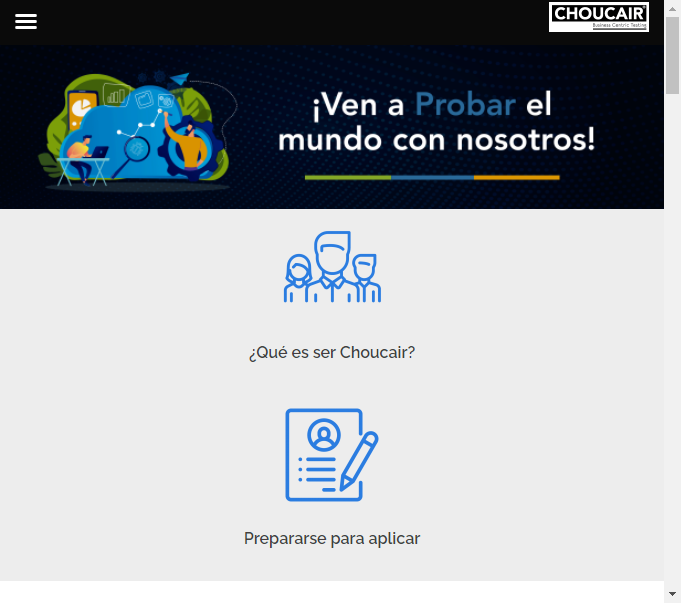 CHOUCAIR
Business Centric Testing
¡Ven a Probar el
mundo con nosotros!
¿Qué es ser Choucair?
Prepararse para aplicar